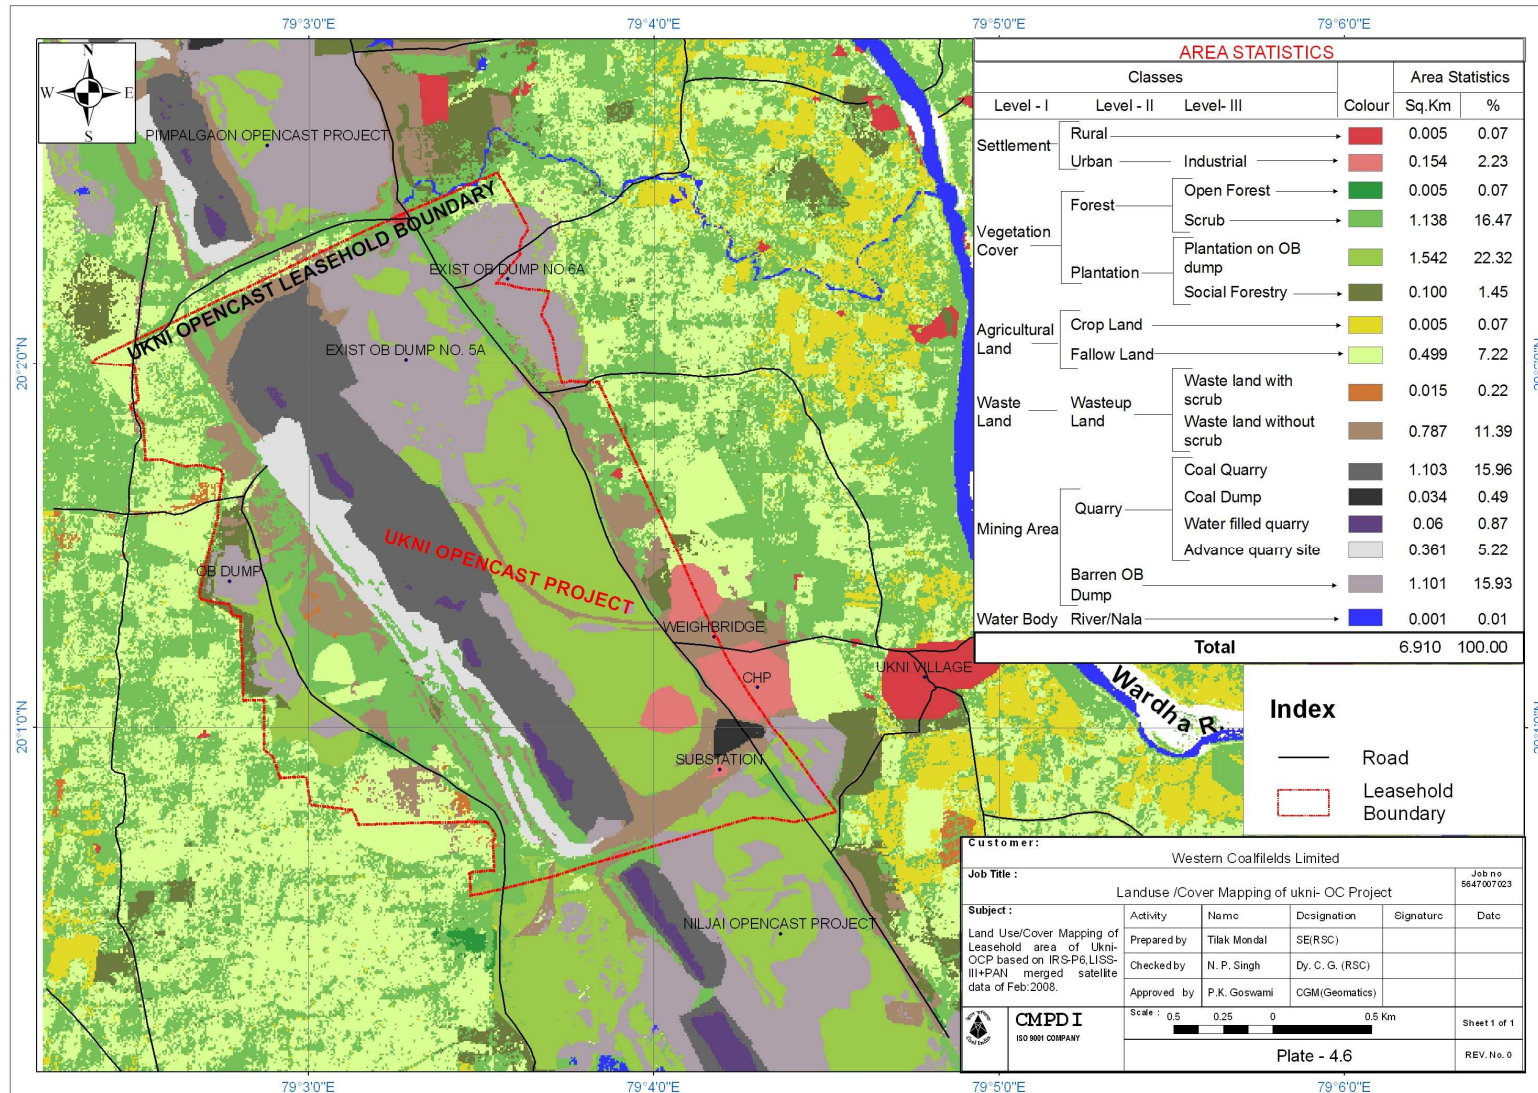 79°3'0"E 79°4'0"E 79°5'0"E 79°6'0"E
N
W E
S
PIMPALGAON OPENCAST PROJECT
UKNI OPENCAST LEASEHOLD BOUNDARY
EXIST OB DUMP NO.6A
EXIST OB DUMP NO. 5A
20°2'0"N
OB DUMP
UKNI OPENCAST PROJECT
WEIGHBRIDGE
CHP
UKNI VILLAGE
20°1'0"N
SUBSTATION
NILJAI OPENCAST PROJECT
Wardha R.
AREA STATISTICS
Classes Area Statistics
Level - I Level - II Level- III Colour Sq.Km %
Settlement Rural 0.005 0.07
Urban Industrial 0.154 2.23
Vegetation Cover Forest Open Forest 0.005 0.07
Scrub 1.138 16.47
Plantation Plantation on OB dump 1.542 22.32
Social Forestry 0.100 1.45
Agricultural Land Crop Land 0.005 0.07
Fallow Land 0.499 7.22
Waste Land Wasteup Land Waste land with scrub 0.015 0.22
Waste land without scrub 0.787 11.39
Mining Area Quarry Coal Quarry 1.103 15.96
Coal Dump 0.034 0.49
Water filled quarry 0.06 0.87
Advance quarry site 0.361 5.22
Barren OB Dump 1.101 15.93
Water Body River/Nala 0.001 0.01
Total 6.910 100.00
Index
Road
Leasehold
Boundary
Customer:
Western Coalfilelds Limited
Job Title :
Landuse /Cover Mapping of ukni- OC Project
Job no
5647007023
Subject :
Land Use/Cover Mapping of
Leasehold area of Ukni-
OCP based on IRS-P6,LISS-
III+PAN merged satellite
data of Feb:2008.
Activity Name Designation Signature Date
Prepared by Tilak Mondal SE(RSC)
Checked by N. P. Singh Dy. C. G. (RSC)
Approved by P.K. Goswami CGM(Geomatics)
CMPDI
ISO 9001 COMPANY
Scale : 0.5 0.25 0 0.5 Km
Sheet 1 of 1
Plate - 4.6
REV. No. 0
79°3'0"E 79°4'0"E 79°5'0"E 79°6'0"E